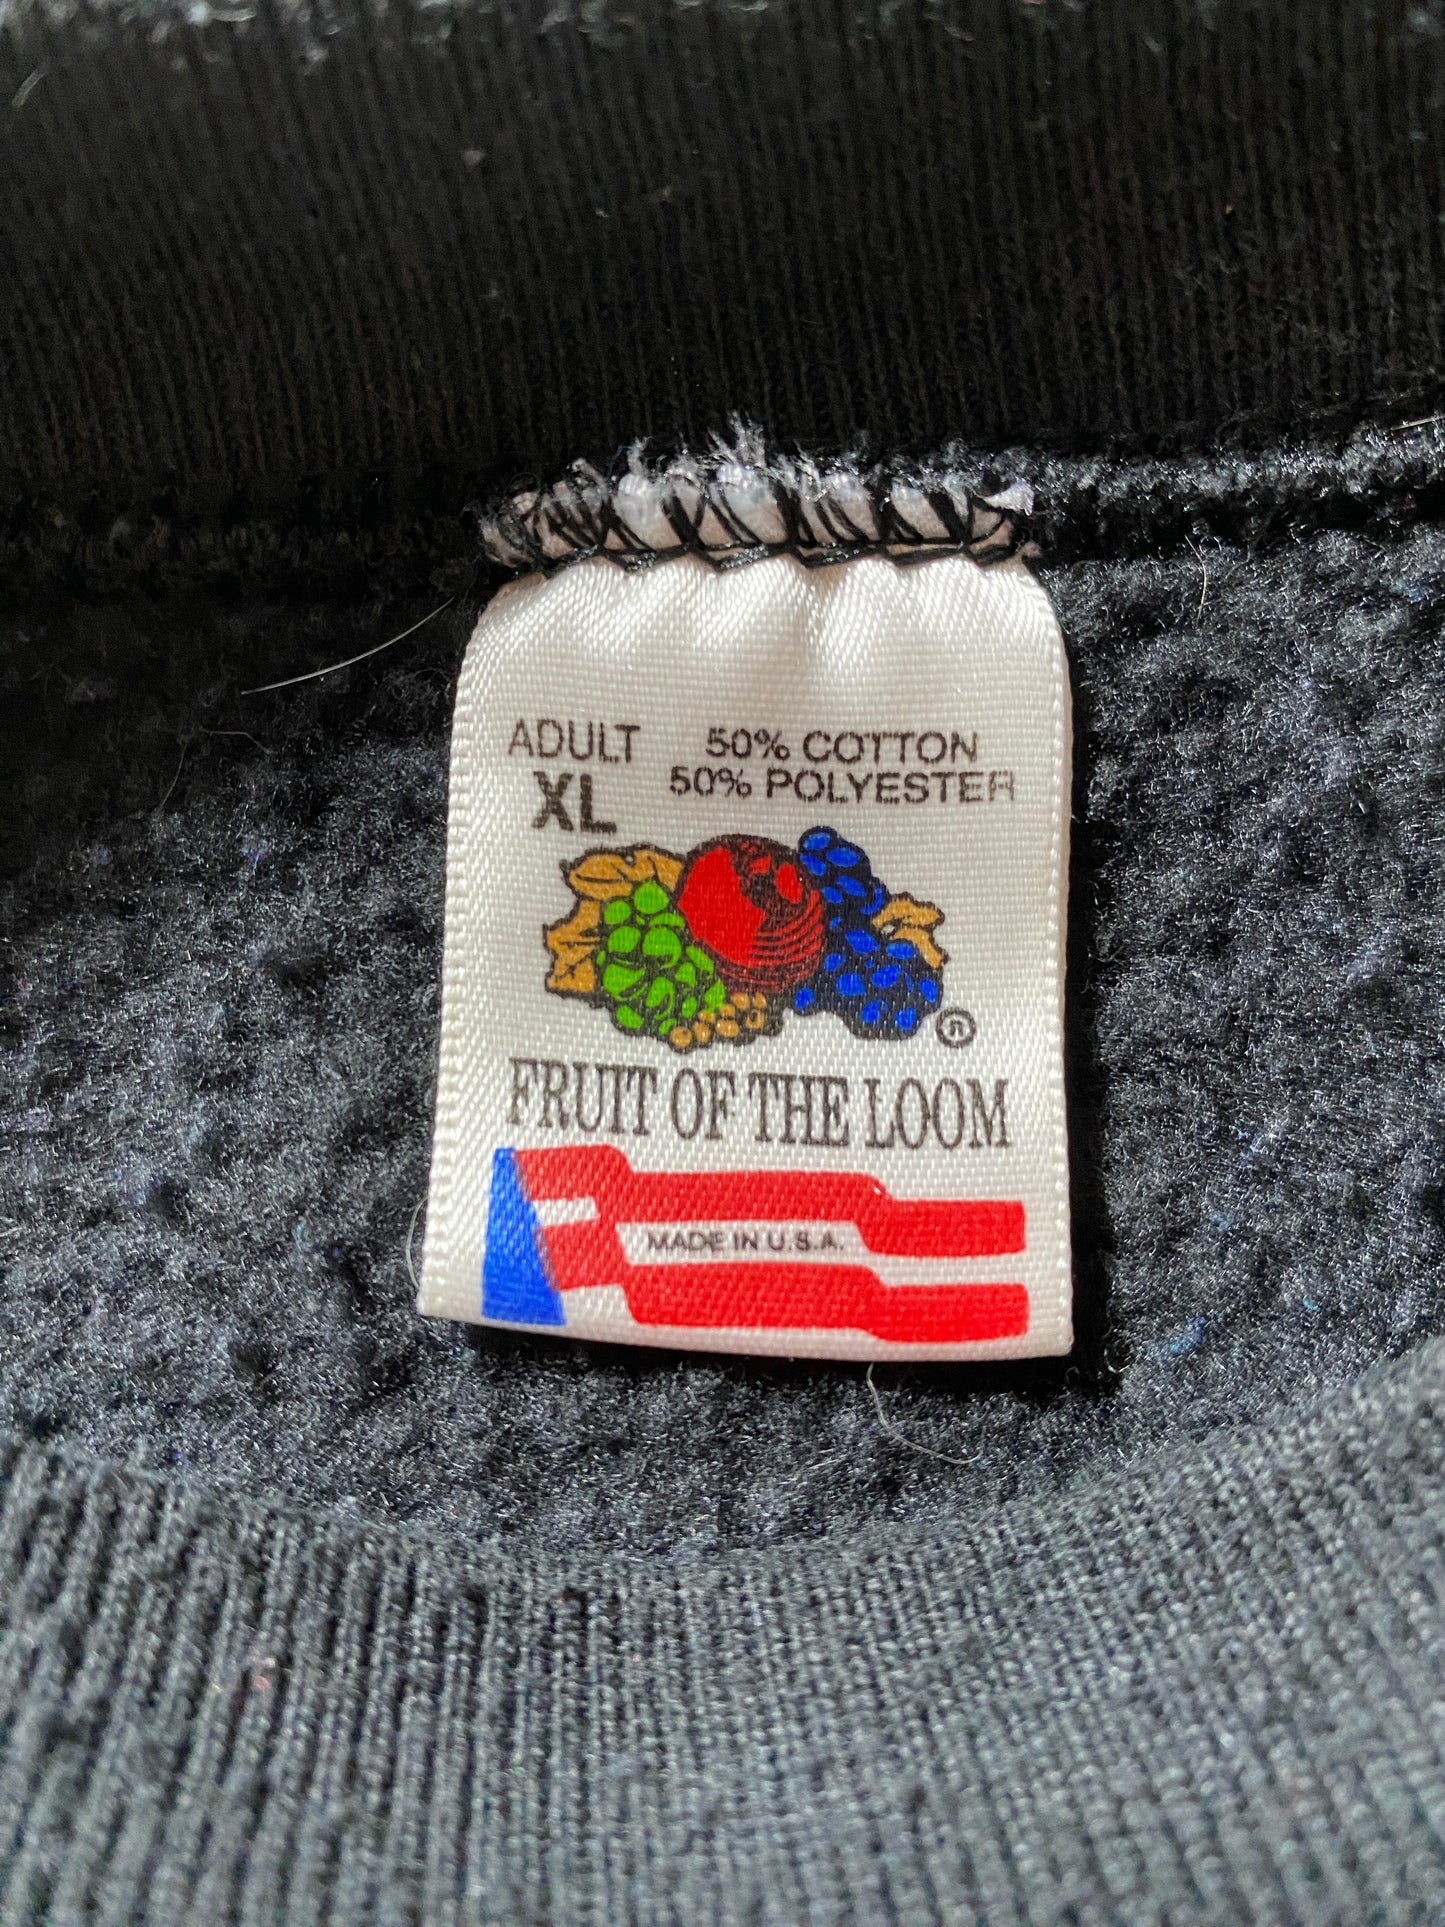 ADULT 50% COTTON
XL 50% POLYESTER
®
FRUIT OF THE LOOM
MADE IN U.S.A.